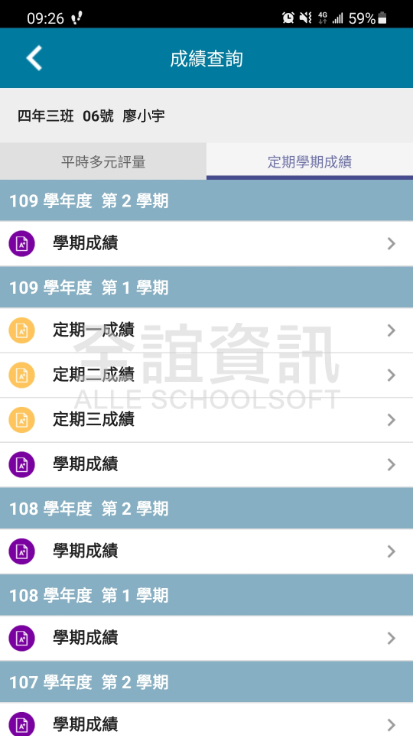 09:26
4G
59%
成績查詢
四年三班 06號 廖小宇
平時多元評量
定期學期成績
109 學年度 第 2 學期
學期成績
109 學年度 第 1 學期
定期一成績
定期二成績
定期三成績
全誼資訊
ALLE SCHOOLSOFT
學期成績
108 學年度 第 2 學期
學期成績
108 學年度 第 1 學期
學期成績
107 學年度 第 2 學期
學期成績